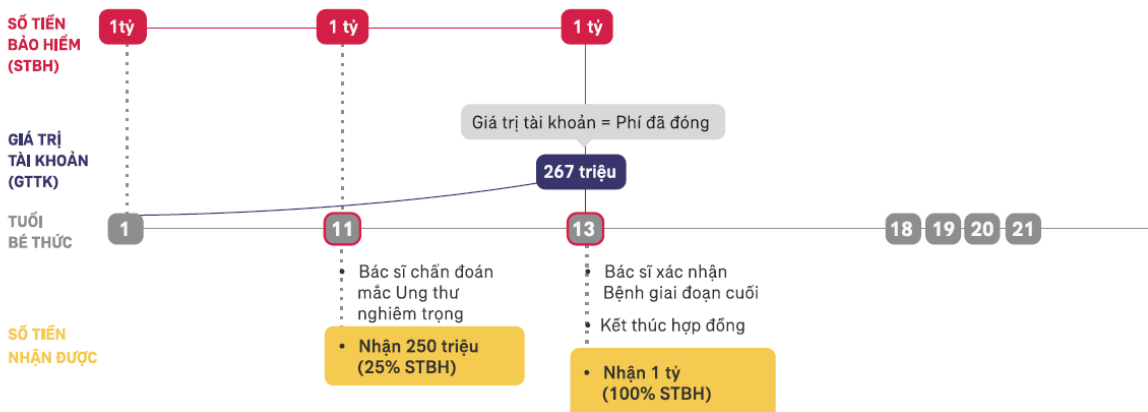 SỐ TIỀN
BẢO HIỂM
(STBH)
1tỷ
1 tỷ
1 tỷ
Giá trị tài khoản = Phí đã đóng
GIÁ TRỊ
TÀI KHOẢN
(GTTK)
267 triệu
TUỔI
BÉ THỨC
1
11
13
18
19
20
21
• Bác sĩ chẩn đoán
mắc Ung thư
nghiêm trọng
• Bác sĩ xác nhận
Bệnh giai đoạn cuối
• Kết thúc hợp đồng
SỐ TIỀN
NHẬN ĐƯỢC
• Nhận 250 triệu
(25% STBH)
• Nhận 1 tỷ
(100% STBH)